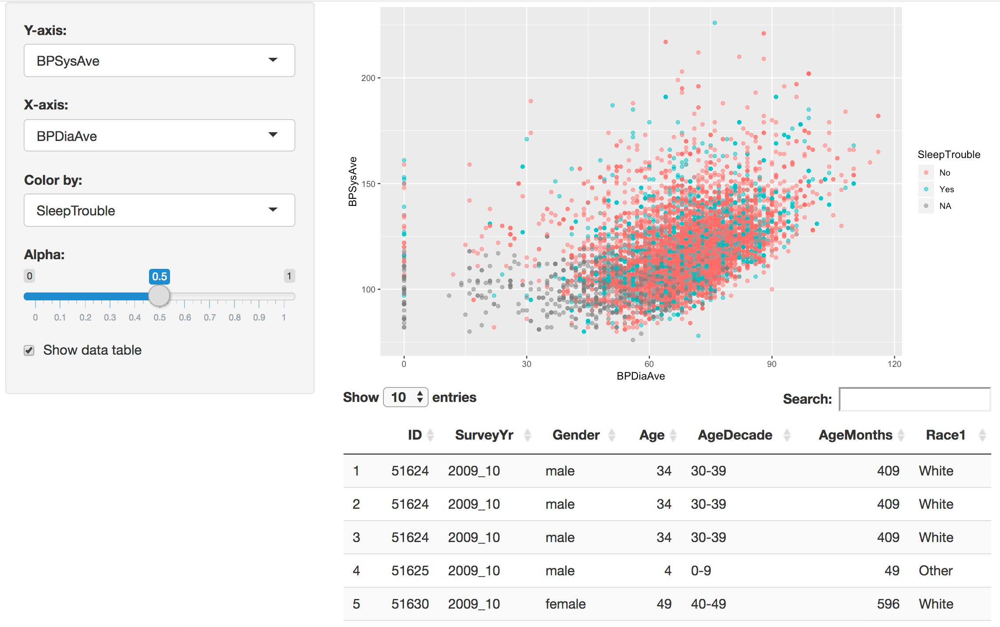 Y-axis:
BPSysAve
X-axis:
BPDiaAve
Color by:
SleepTrouble
Alpha:
0 0.5 1
0 0.1 0.2 0.3 0.4 0.5 0.6 0.7 0.8 0.9 1
Show data table
200
150
100
BPSysAve
0 30 60 90 120
BPDiaAve
SleepTrouble
No
Yes
NA
Show 10 entries
Search:
ID SurveyYr Gender Age AgeDecade AgeMonths Race1
1 51624 2009_10 male 34 30-39 409 White
2 51624 2009_10 male 34 30-39 409 White
3 51624 2009_10 male 34 30-39 409 White
4 51625 2009_10 male 4 0-9 49 Other
5 51630 2009_10 female 49 40-49 596 White